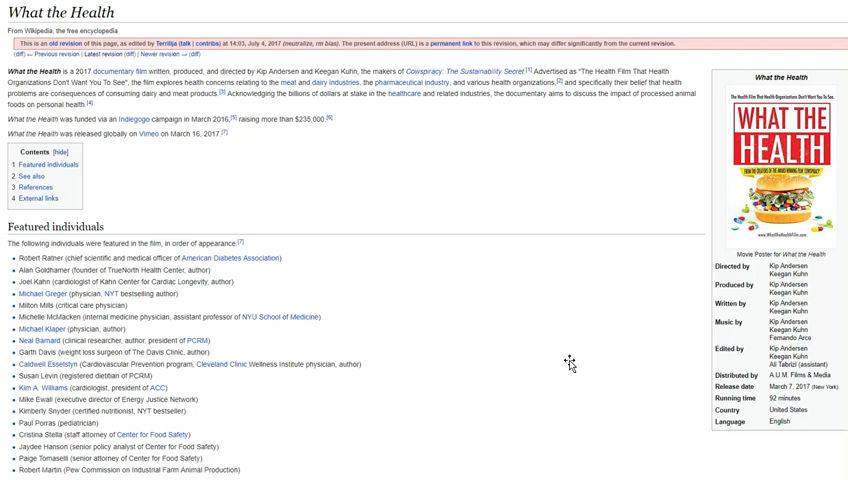 What the Health
From Wikipedia, the free encyclopedia
This is an old revision of this page, as edited by Terrillja (talk | contribs) at 14:03, July 4, 2017 (neutralize, rm bias). The present address (URL) is a permanent link to this revision, which may differ significantly from the current revision.
(diff) ← Previous revision | Latest revision (diff) | Newer revision → (diff)
What the Health is a 2017 documentary film written, produced, and directed by Kip Andersen and Keegan Kuhn, the makers of Cowspiracy: The Sustainability Secret[1] Advertised as "The Health Film That Health
Organizations Don't Want You To See", the film explores health concerns relating to the meat and dairy industries, the pharmaceutical industry, and various health organizations,[2] and specifically their belief that health
problems are consequences of consuming dairy and meat products.[3] Acknowledging the billions of dollars at stake in the healthcare and related industries, the documentary aims to discuss the impact of processed animal
foods on personal health.[4]
What the Health was funded via an Indiegogo campaign in March 2016,[5] raising more than $235,000.[6]
What the Health was released globally on Vimeo on March 16, 2017.[7]
Contents [hide]
1 Featured individuals
2 See also
3 References
4 External links
Featured individuals
The following individuals were featured in the film, in order of appearance:[7]
Robert Ratner (chief scientific and medical officer of American Diabetes Association)
Alan Goldhamer (founder of TrueNorth Health Center, author)
Joel Kahn (cardiologist of Kahn Center for Cardiac Longevity, author)
Michael Greger (physician, NYT bestselling author)
Milton Mills (critical care physician)
Michelle McMacken (internal medicine physician, assistant professor of NYU School of Medicine)
Michael Klaper (physician, author)
Neal Barnard (clinical researcher, author, president of PCRM)
Garth Davis (weight loss surgeon of The Davis Clinic, author)
Caldwell Esselstyn (Cardiovascular Prevention program, Cleveland Clinic Wellness Institute physician, author)
Susan Levin (registered dietitian of PCRM)
Kim A. Williams (cardiologist, president of ACC)
Mike Ewall (executive director of Energy Justice Network)
Kimberly Snyder (certified nutritionist, NYT bestseller)
Paul Porras (pediatrician)
Cristina Stella (staff attorney of Center for Food Safety)
Jaydee Hanson (senior policy analyst of Center for Food Safety)
Paige Tomaselli (senior attorney of Center for Food Safety)
Robert Martin (Pew Commission on Industrial Farm Animal Production)
What the Health
The Health Film That Health Organizations Don't Want You To See.
WHAT THE
HEALTH
FROM THE CREATORS OF THE AWARD WINNING FILM "COWSPIRACY"
www.WhatTheHealthFilm.com
Movie Poster for What the Health
Directed by Kip Andersen
Keegan Kuhn
Produced by Kip Andersen
Keegan Kuhn
Written by Kip Andersen
Keegan Kuhn
Music by Kip Andersen
Keegan Kuhn
Fernando Arce
Edited by Kip Andersen
Keegan Kuhn
Ali Tabrizi (assistant)
Distributed by A.U.M. Films & Media
Release date March 7, 2017 (New York)
Running time 92 minutes
Country United States
Language English